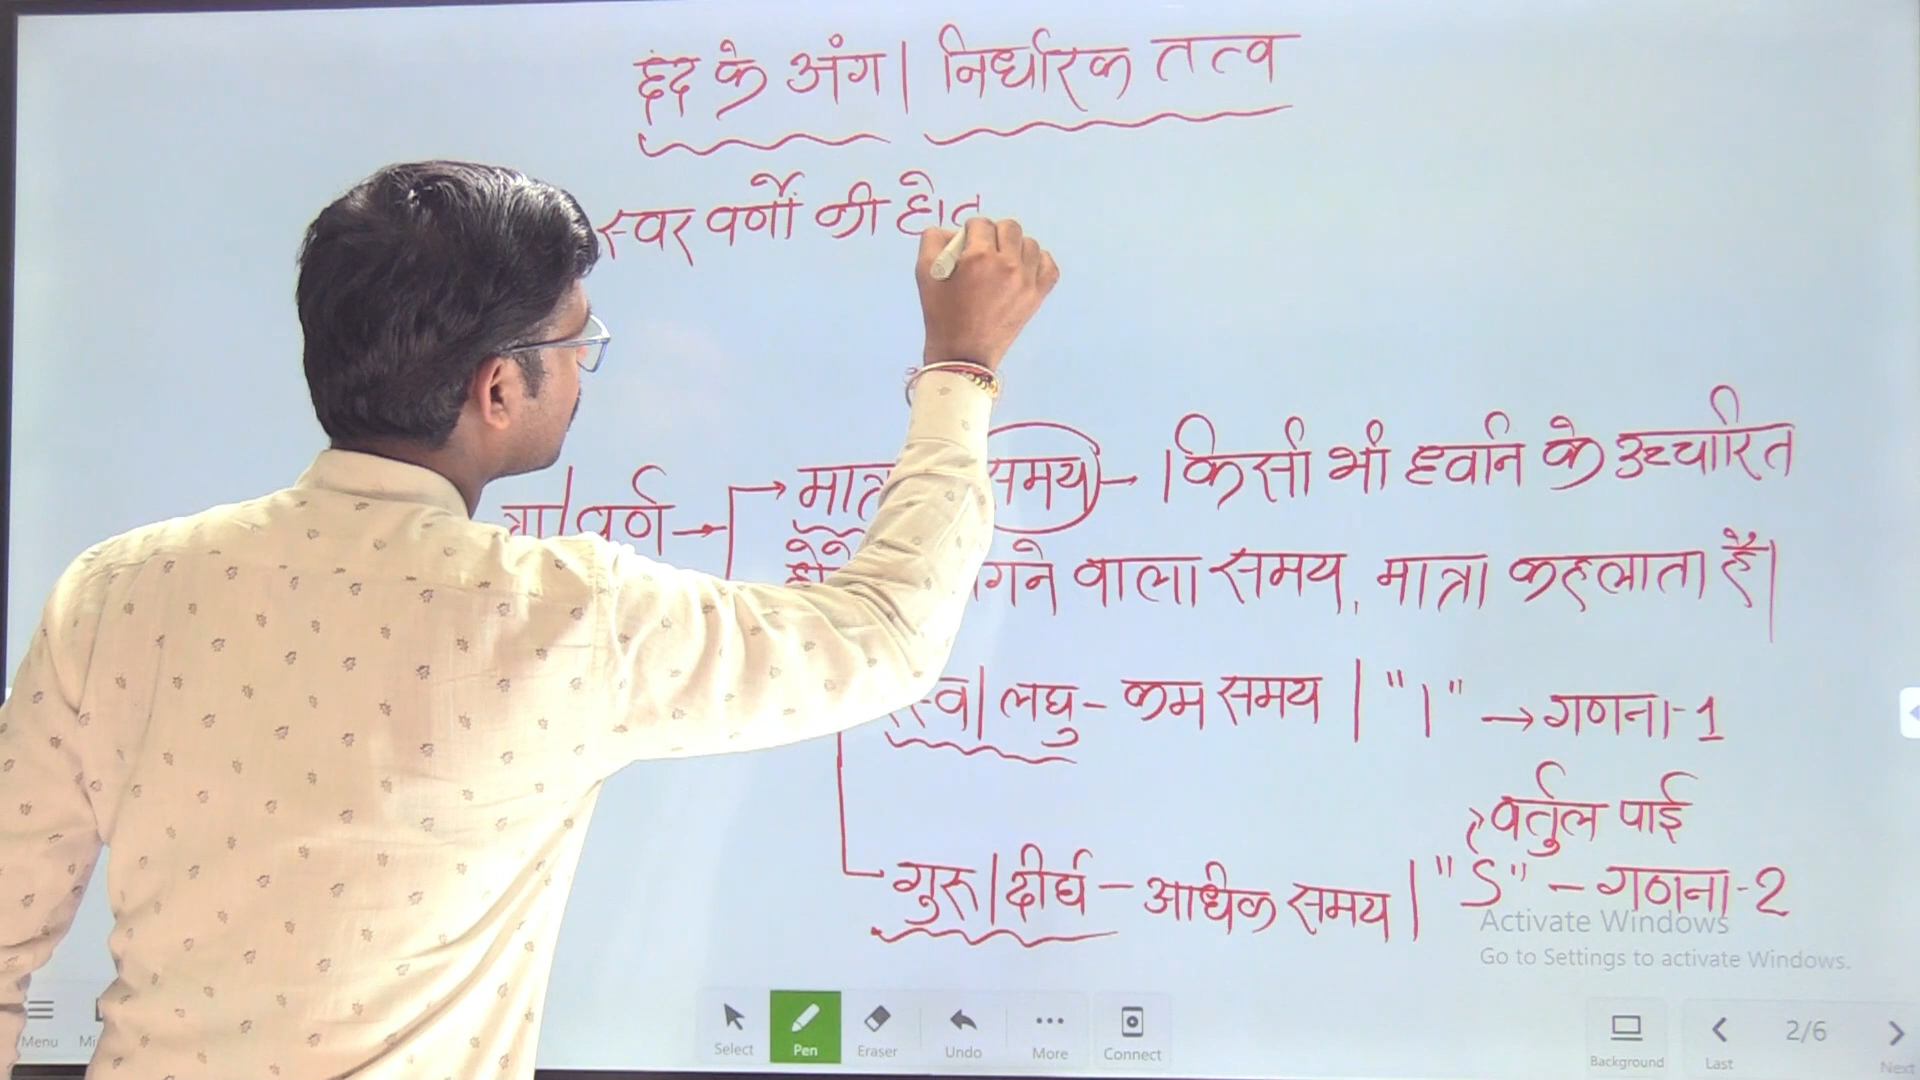 छंद के अंग| निर्धारक तत्व
स्वर वर्णों की होत
वर्ण → → समय) - किसी भी ध्वनि के उच्चारित
वाला समय, मात्रा कहलाता है|
लघु - कम समय | "।" → गणना-1
→ वर्तुल पाई
गुरू|दीर्घ - अधिक समय | "S" - गणना-2
Activate Windows
Go to Settings to activate Windows.
Menu Select Pen Eraser Undo More Connect Background Last 2/6 Next